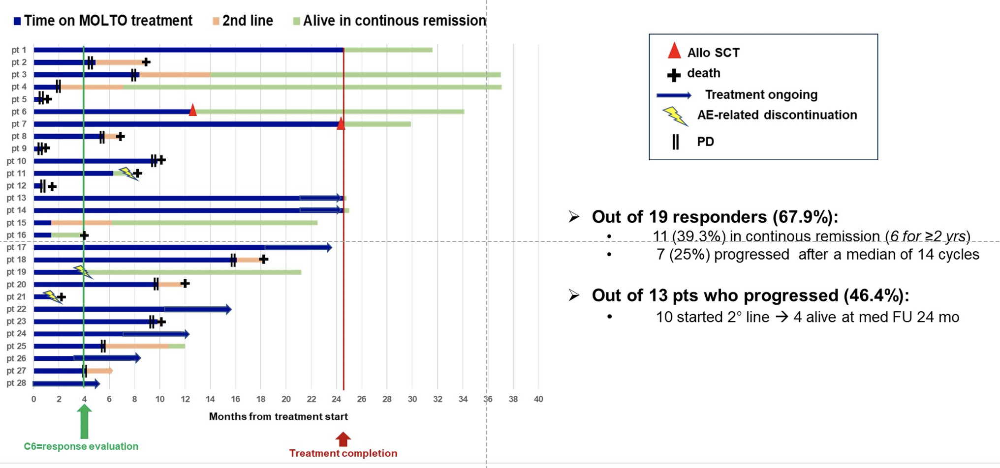 Time on MOLTO treatment 2nd line Alive in continous remission
pt 1
pt 2
pt 3
pt 4
pt 5
pt 6
pt 7
pt 8
pt 9
pt 10
pt 11
pt 12
pt 13
pt 14
pt 15
pt 16
pt 17
pt 18
pt 19
pt 20
pt 21
pt 22
pt 23
pt 24
pt 25
pt 26
pt 27
pt 28
0 2 4 6 8 10 12 14 16 18 20 22 24 26 28 30 32 34 36 38 40
Months from treatment start
C6=response evaluation
Treatment completion
Allo SCT
death
Treatment ongoing
AE-related discontinuation
PD
➢ Out of 19 responders (67.9%):
• 11 (39.3%) in continous remission (6 for ≥2 yrs)
• 7 (25%) progressed after a median of 14 cycles
➢ Out of 13 pts who progressed (46.4%):
• 10 started 2° line → 4 alive at med FU 24 mo